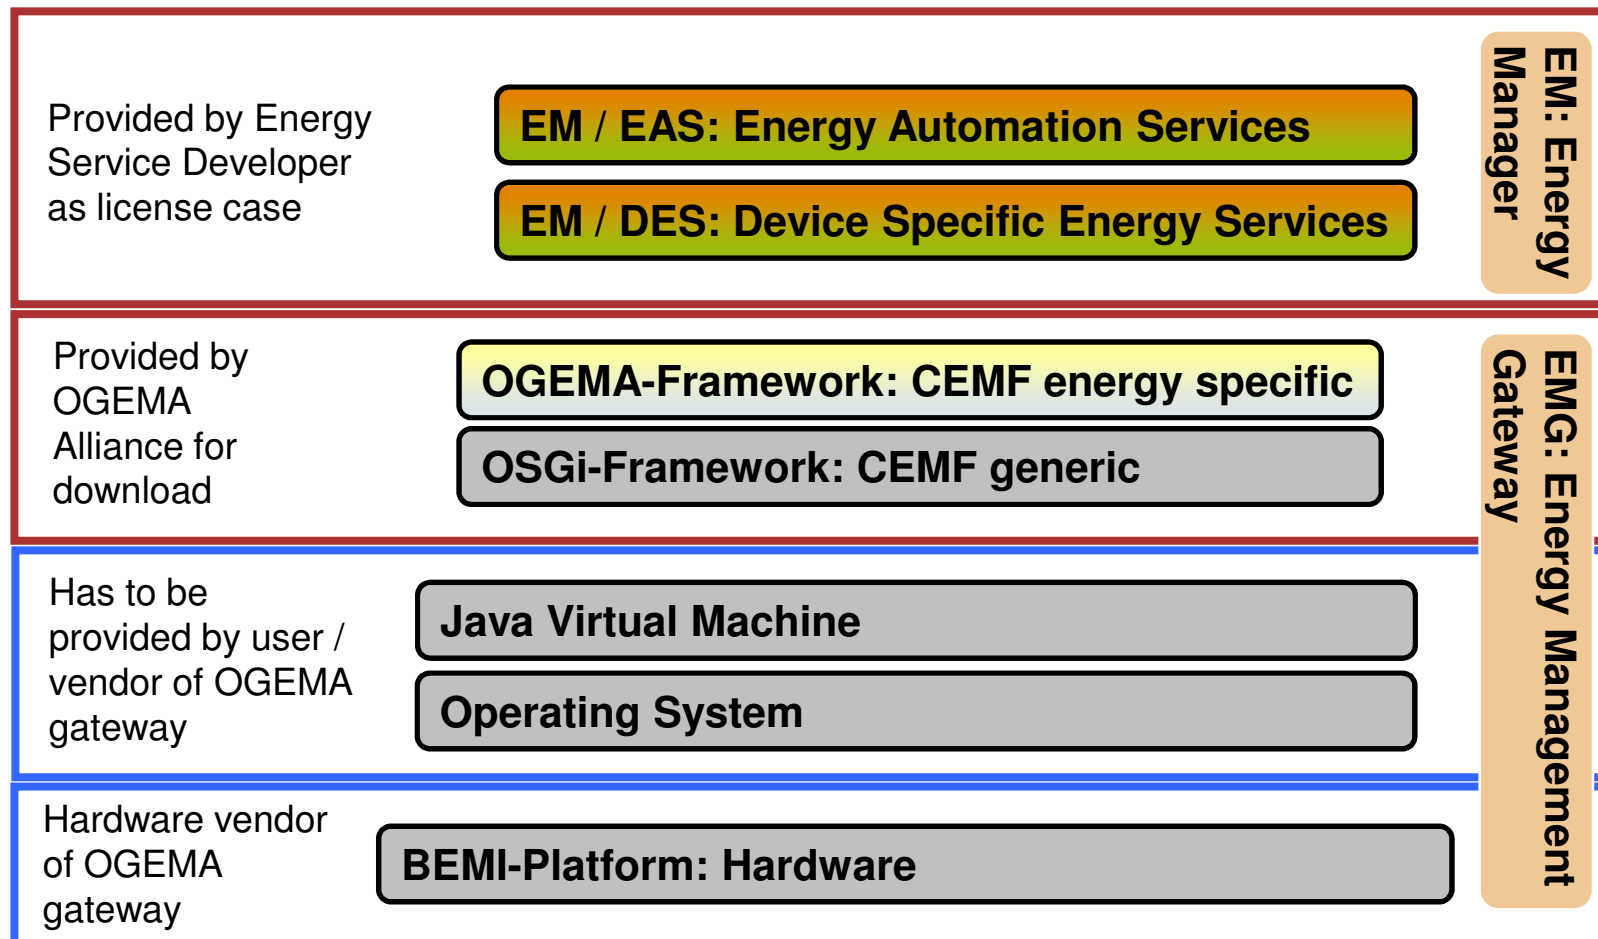 Provided by Energy
Service Developer
as license case
EM / EAS: Energy Automation Services
EM / DES: Device Specific Energy Services
EM: Energy
Manager
Provided by
OGEMA
Alliance for
download
OGEMA-Framework: CEMF energy specific
OSGi-Framework: CEMF generic
EMG: Energy Management
Gateway
Has to be
provided by user /
vendor of OGEMA
gateway
Java Virtual Machine
Operating System
Hardware vendor
of OGEMA
gateway
BEMI-Platform: Hardware